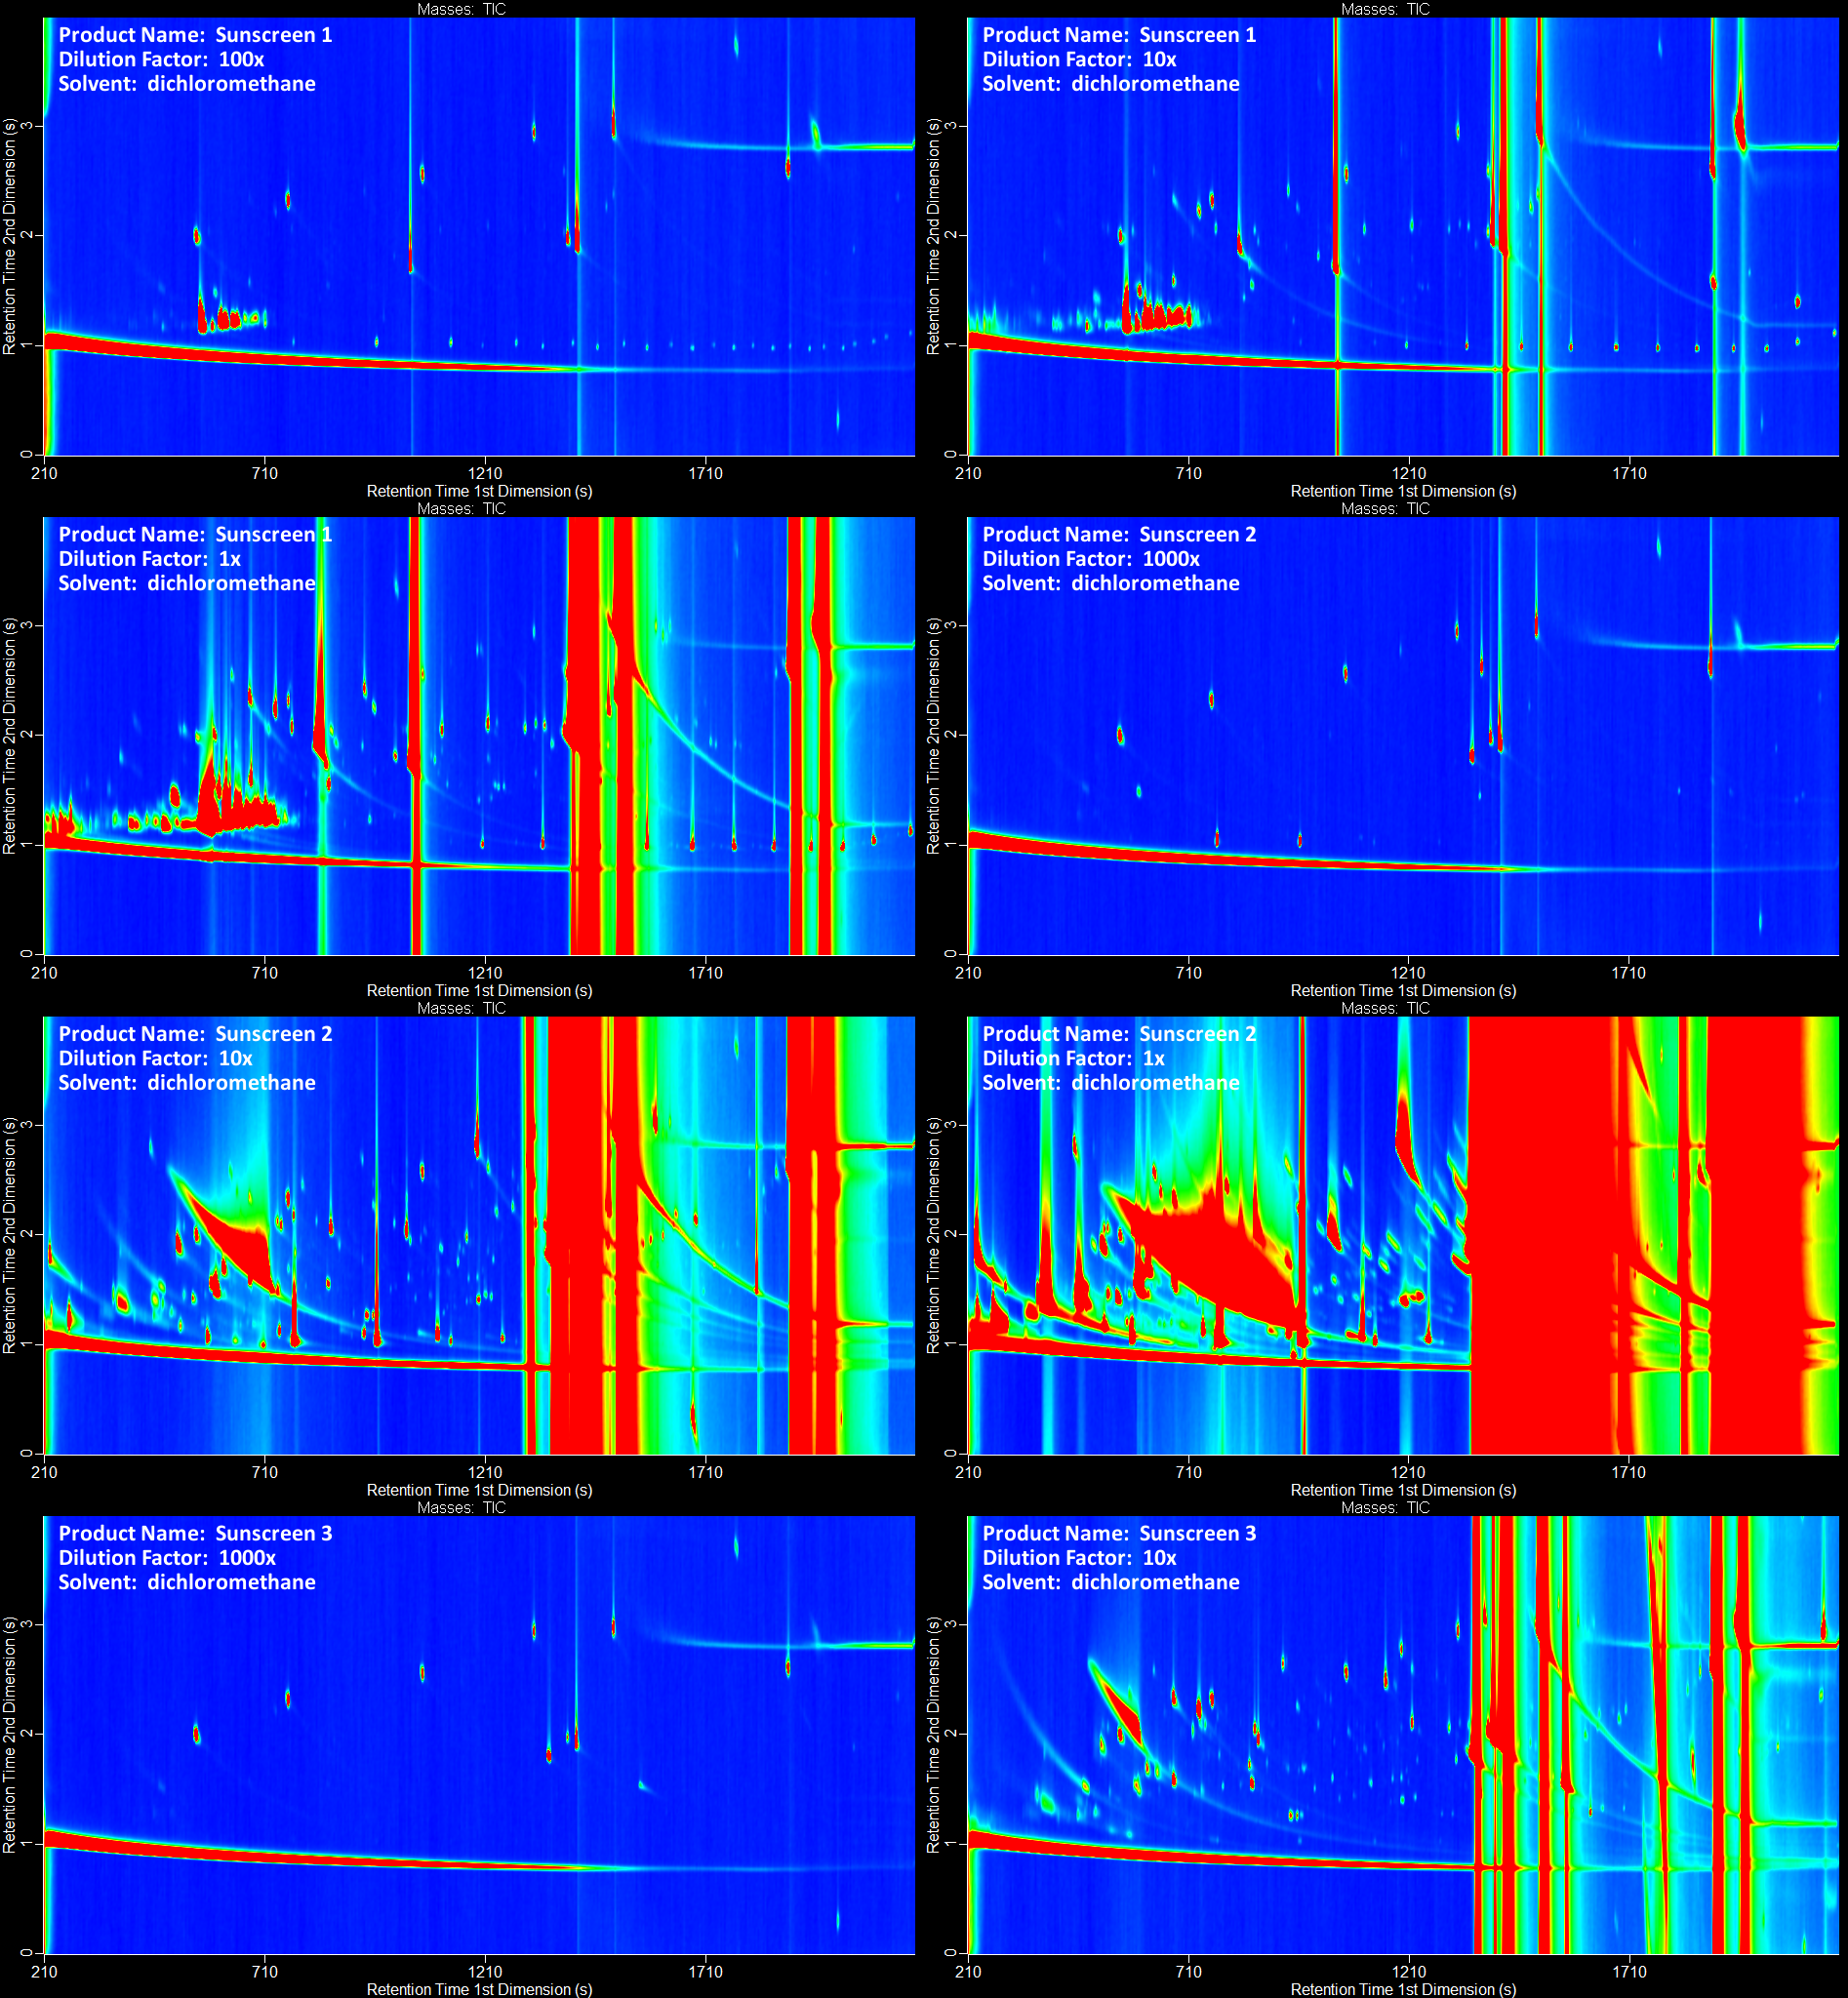 Masses: TIC
Product Name: Sunscreen 1
Dilution Factor: 100x
Solvent: dichloromethane
Retention Time 2nd Dimension (s)
3
2
1
0
210 710 1210 1710
Retention Time 1st Dimension (s)
Masses: TIC
Product Name: Sunscreen 1
Dilution Factor: 10x
Solvent: dichloromethane
Retention Time 2nd Dimension (s)
3
2
1
0
210 710 1210 1710
Retention Time 1st Dimension (s)
Masses: TIC
Product Name: Sunscreen 1
Dilution Factor: 1x
Solvent: dichloromethane
Retention Time 2nd Dimension (s)
3
2
1
0
210 710 1210 1710
Retention Time 1st Dimension (s)
Masses: TIC
Product Name: Sunscreen 2
Dilution Factor: 1000x
Solvent: dichloromethane
Retention Time 2nd Dimension (s)
3
2
1
0
210 710 1210 1710
Retention Time 1st Dimension (s)
Masses: TIC
Product Name: Sunscreen 2
Dilution Factor: 10x
Solvent: dichloromethane
Retention Time 2nd Dimension (s)
3
2
1
0
210 710 1210 1710
Retention Time 1st Dimension (s)
Masses: TIC
Product Name: Sunscreen 2
Dilution Factor: 1x
Solvent: dichloromethane
Retention Time 2nd Dimension (s)
3
2
1
0
210 710 1210 1710
Retention Time 1st Dimension (s)
Masses: TIC
Product Name: Sunscreen 3
Dilution Factor: 1000x
Solvent: dichloromethane
Retention Time 2nd Dimension (s)
3
2
1
0
210 710 1210 1710
Retention Time 1st Dimension (s)
Masses: TIC
Product Name: Sunscreen 3
Dilution Factor: 10x
Solvent: dichloromethane
Retention Time 2nd Dimension (s)
3
2
1
0
210 710 1210 1710
Retention Time 1st Dimension (s)